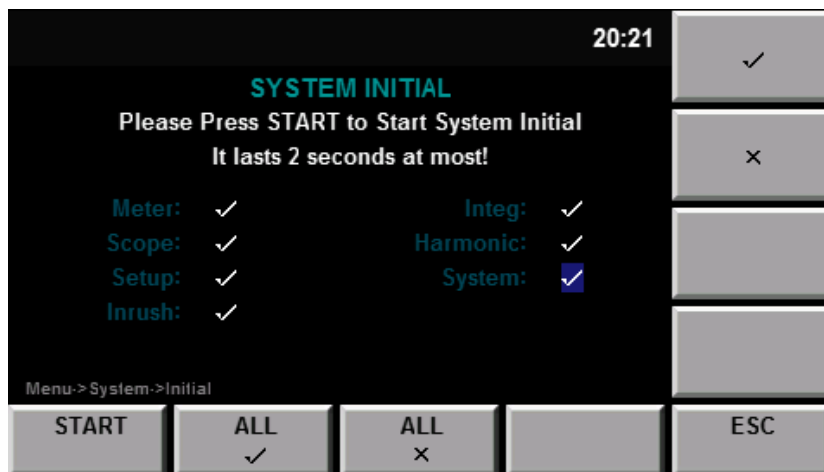 20:21
✓
SYSTEM INITIAL
Please Press START to Start System Initial
It lasts 2 seconds at most!
×
Meter: ✓ Integ: ✓
Scope: ✓ Harmonic: ✓
Setup: ✓ System: ✓
Inrush: ✓
Menu->System->Initial
START ALL ✓ ALL × ESC